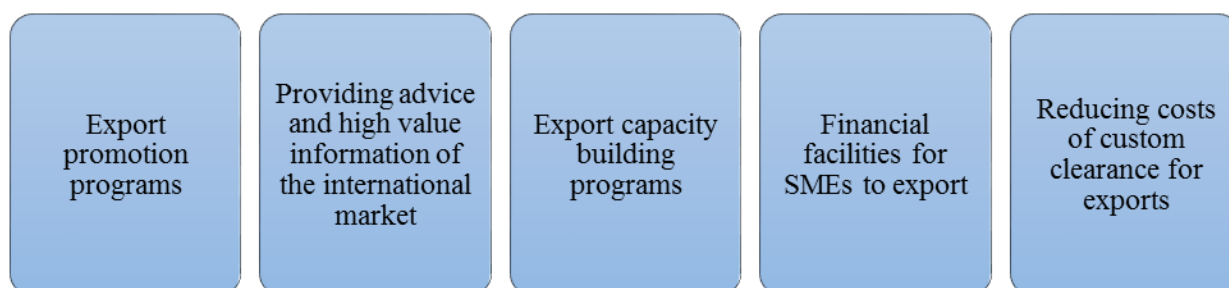 Export
promotion
programs
Providing advice
and high value
information of
the international
market
Export capacity
building
programs
Financial
facilities for
SMEs to export
Reducing costs
of custom
clearance for
exports